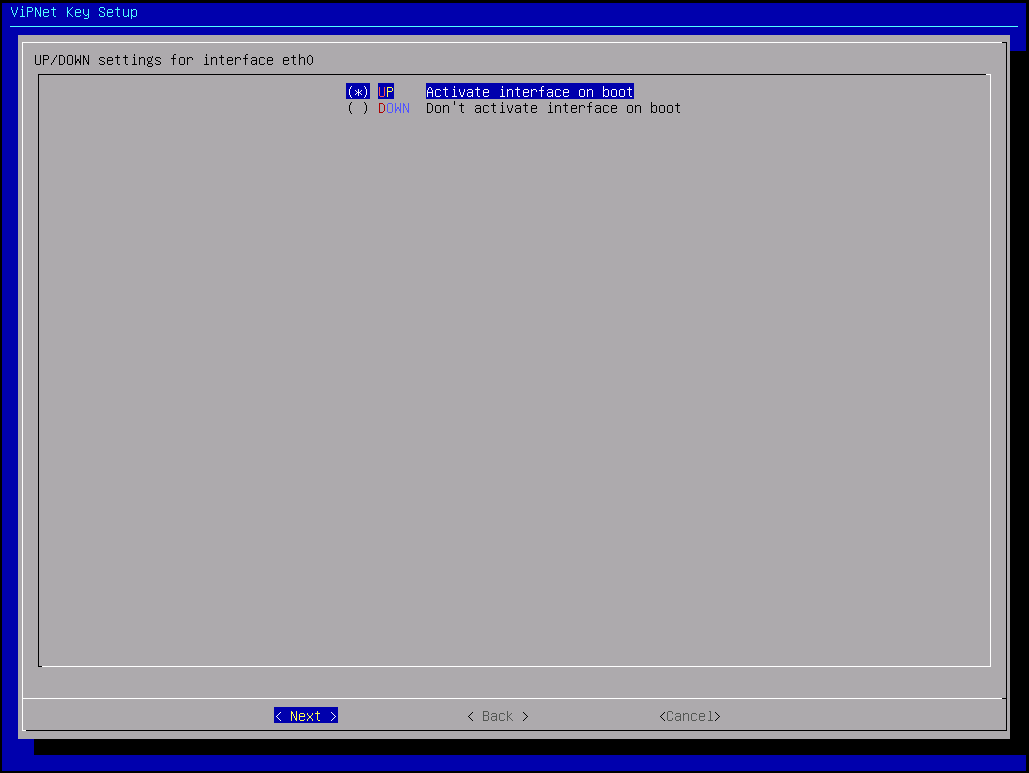 ViPNet Key Setup
UP/DOWN settings for interface eth0
(*) UP Activate interface on boot
( ) DOWN Don't activate interface on boot
< Next > < Back > <Cancel>